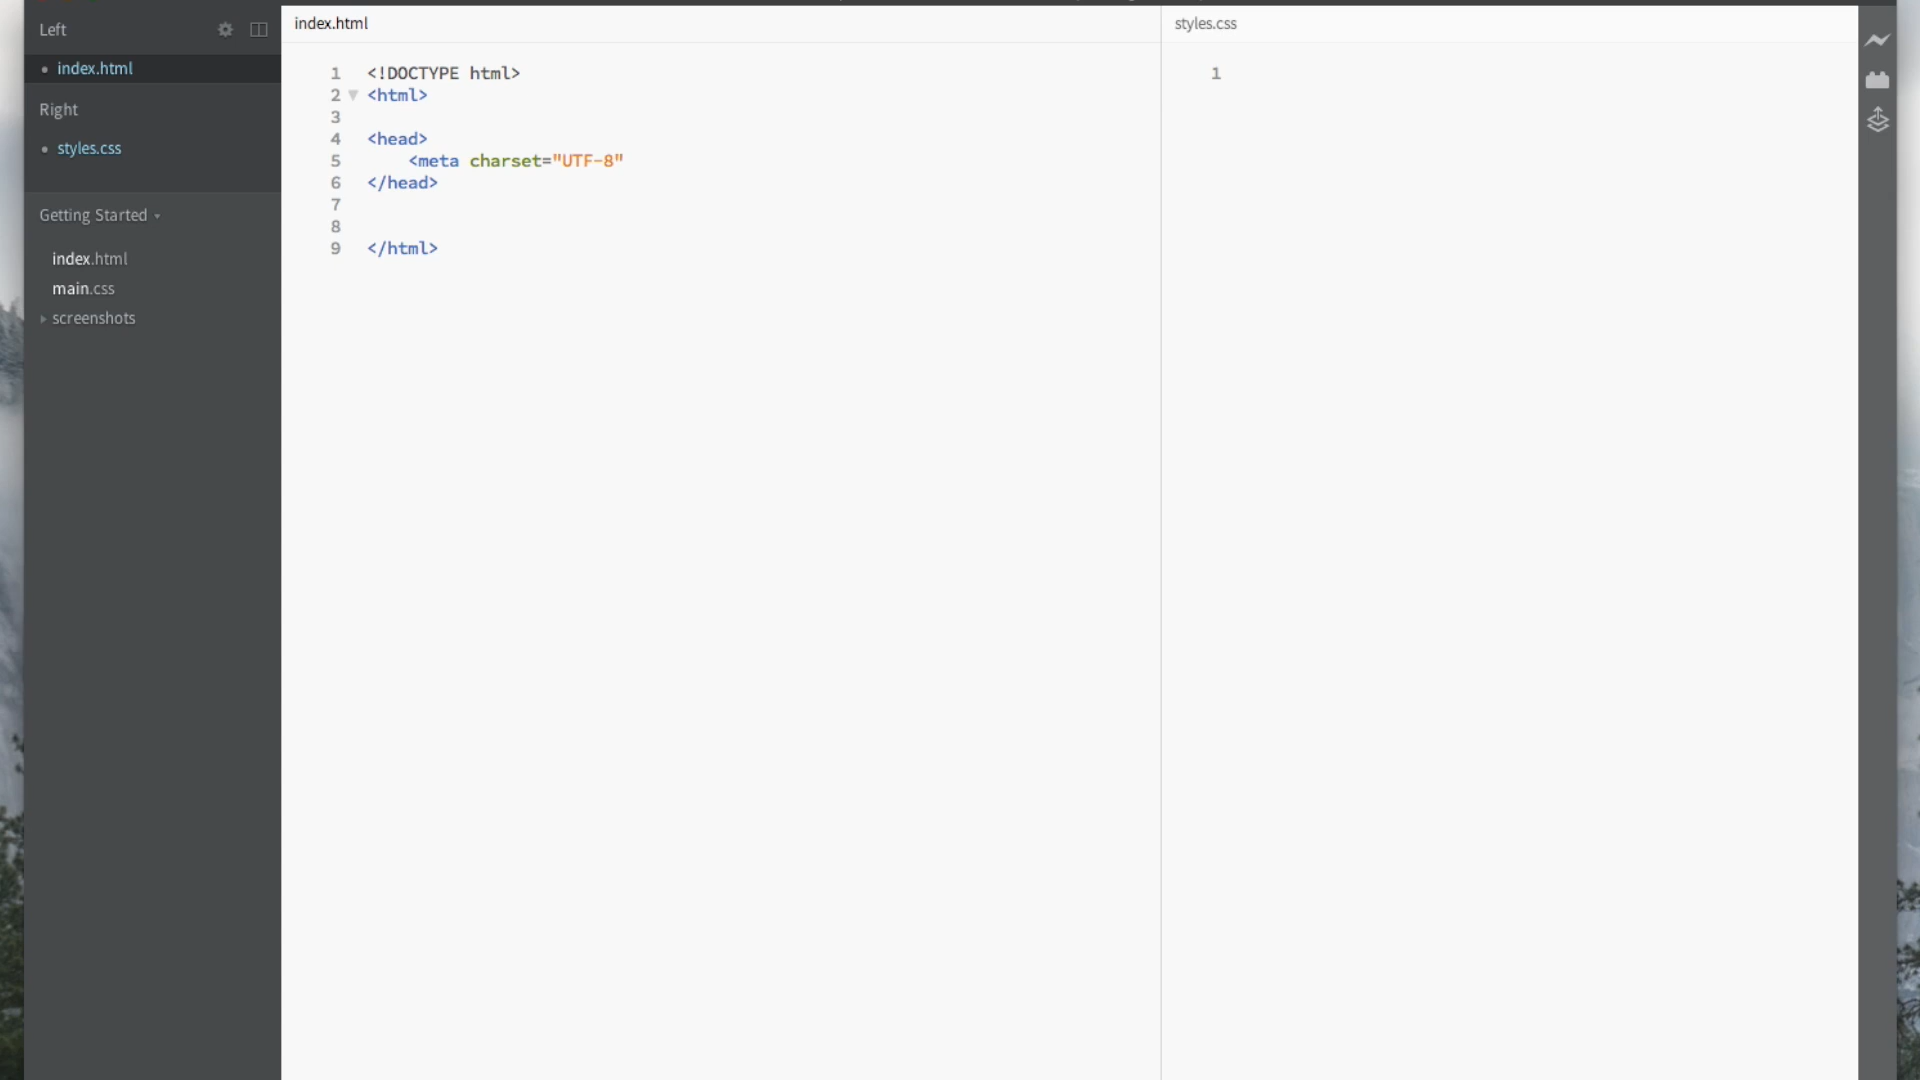 Left
index.html
Right
styles.css
Getting Started
index.html
main.css
screenshots
index.html
1 <!DOCTYPE html>
2 <html>
3
4 <head>
5     <meta charset="UTF-8"
6 </head>
7
8
9 </html>
styles.css
1